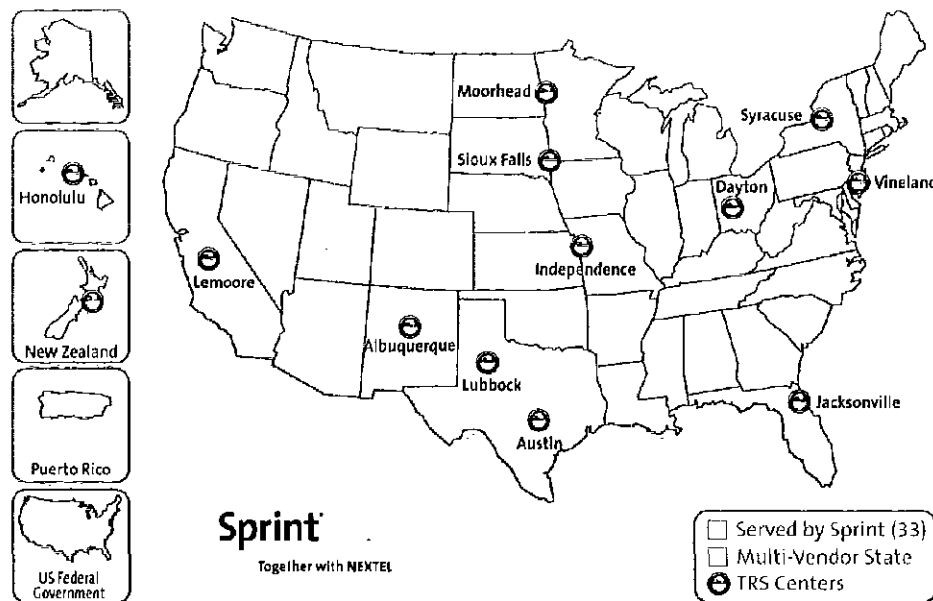 Moorhead
Syracuse
Sioux Falls
Dayton
Vineland
Honolulu
Independence
Lemoore
New Zealand
Albuquerque
Lubbock
Jacksonville
Austin
Puerto Rico
Sprint
Together with NEXTEL
US Federal
Government
Served by Sprint (33)
Multi-Vendor State
TRS Centers